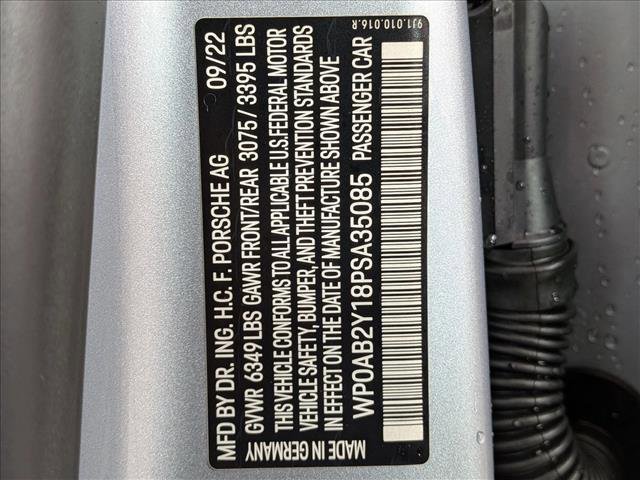 MFD BY DR. ING. H.C. F. PORSCHE AG 09/22
GVWR 6349 LBS GAWR FRONT/REAR 3075/ 3395 LBS
THIS VEHICLE CONFORMS TO ALL APPLICABLE U.S. FEDERAL MOTOR
VEHICLE SAFETY, BUMPER, AND THEFT PREVENTION STANDARDS
IN EFFECT ON THE DATE OF MANUFACTURE SHOWN ABOVE
WP0AB2Y18PSA35085 PASSENGER CAR
MADE IN GERMANY 9J1.010.016.R